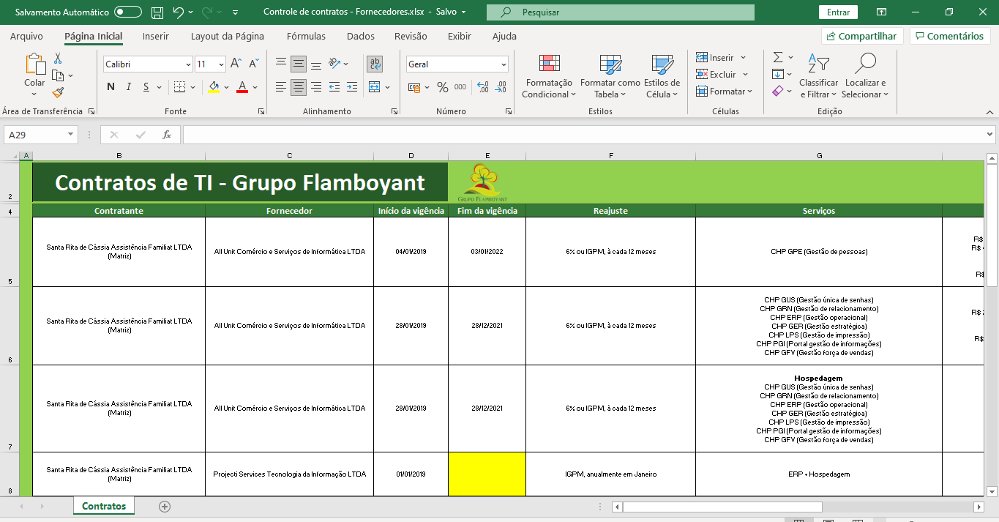 Salvamento Automático
Controle de contratos - Fornecedores.xlsx - Salvo
Pesquisar
Entrar
Arquivo Página Inicial Inserir Layout da Página Fórmulas Dados Revisão Exibir Ajuda
Compartilhar Comentários
Colar
Calibri 11
N I S
ab
Geral
% 000
Formatação Condicional
Formatar como Tabela
Estilos de Célula
Inserir
Excluir
Formatar
Classificar e Filtrar
Localizar e Selecionar
Área de Transferência Fonte Alinhamento Número Estilos Células Edição
A29
fx
A B C D E F G
2
Contratos de TI - Grupo Flamboyant
GRUPO FLAMBOYANT
4
Contratante Fornecedor Início da vigência Fim da vigência Reajuste Serviços
5
Santa Rita de Cássia Assistência Familiat LTDA
(Matriz)
All Unit Comércio e Serviços de Informática LTDA
04/01/2019
03/01/2022
6% ou IGPM, à cada 12 meses
CHP GPE (Gestão de pessoas)
R$
R$
R$
6
Santa Rita de Cássia Assistência Familiat LTDA
(Matriz)
All Unit Comércio e Serviços de Informática LTDA
28/01/2019
28/12/2021
6% ou IGPM, à cada 12 meses
CHP GUS (Gestão única de senhas)
CHP GRN (Gestão de relacionamento)
CHP ERP (Gestão operacional)
CHP GER (Gestão estratégica)
CHP LPS (Gestão de impressão)
CHP PGI (Portal gestão de informações)
CHP GFV (Gestão força de vendas)
R$
R$
7
Santa Rita de Cássia Assistência Familiat LTDA
(Matriz)
All Unit Comércio e Serviços de Informática LTDA
28/01/2019
28/12/2021
6% ou IGPM, à cada 12 meses
Hospedagem
CHP GUS (Gestão única de senhas)
CHP GRN (Gestão de relacionamento)
CHP ERP (Gestão operacional)
CHP GER (Gestão estratégica)
CHP LPS (Gestão de impressão)
CHP PGI (Portal gestão de informações)
CHP GFV (Gestão força de vendas)
8
Santa Rita de Cássia Assistência Familiat LTDA
(Matriz)
Projecti Services Tecnologia da Informação LTDA
01/01/2019
IGPM, anualmente em Janeiro
ERP + Hospedagem
Contratos